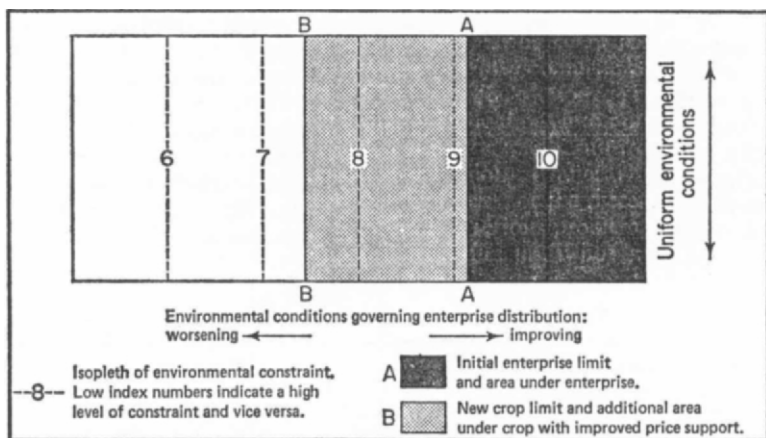 B
A
6
7
8
9
10
Uniform environmental
conditions
B
A
Environmental conditions governing enterprise distribution:
worsening
improving
Isopleth of environmental constraint.
--8-- Low index numbers indicate a high
level of constraint and vice versa.
A Initial enterprise limit
and area under enterprise.
B New crop limit and additional area
under crop with improved price support.